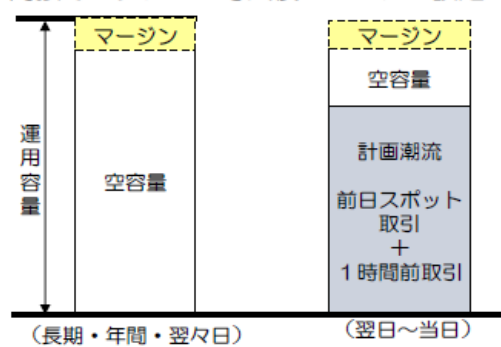 マージン
マージン
空容量
運用容量
空容量
計画潮流
前日スポット
取引
＋
１時間前取引
（長期・年間・翌々日）
（翌日～当日）